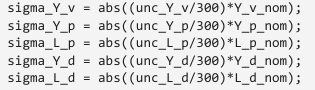 sigma_Y_v = abs((unc_Y_v/300)*Y_v_nom);
sigma_Y_p = abs((unc_Y_p/300)*Y_p_nom);
sigma_L_p = abs((unc_L_p/300)*L_p_nom);
sigma_Y_d = abs((unc_Y_d/300)*Y_d_nom);
sigma_L_d = abs((unc_L_d/300)*L_d_nom);